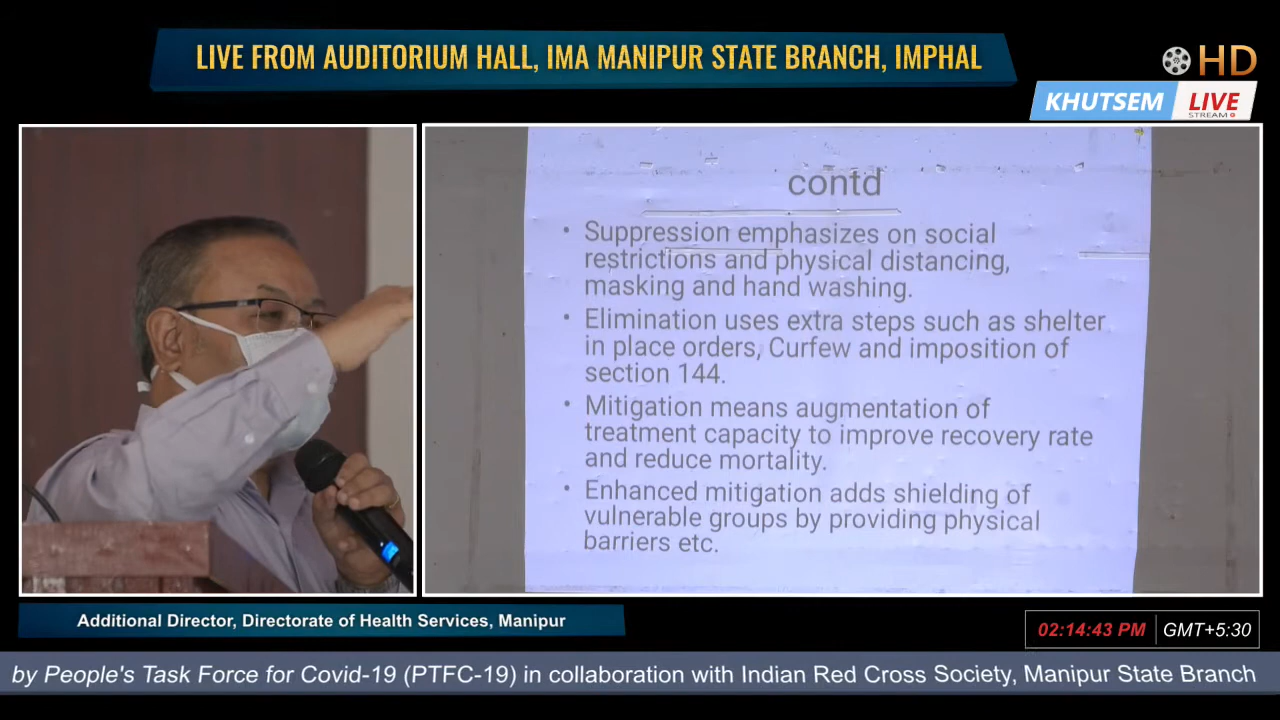 LIVE FROM AUDITORIUM HALL, IMA MANIPUR STATE BRANCH, IMPHAL
HD
KHUTSEM LIVE
STREAM
contd
• Suppression emphasizes on social
restrictions and physical distancing,
masking and hand washing.
• Elimination uses extra steps such as shelter
in place orders, Curfew and imposition of
section 144.
• Mitigation means augmentation of
treatment capacity to improve recovery rate
and reduce mortality.
• Enhanced mitigation adds shielding of
vulnerable groups by providing physical
barriers etc.
Additional Director, Directorate of Health Services, Manipur
02:14:43 PM GMT+5:30
by People's Task Force for Covid-19 (PTFC-19) in collaboration with Indian Red Cross Society, Manipur State Branch